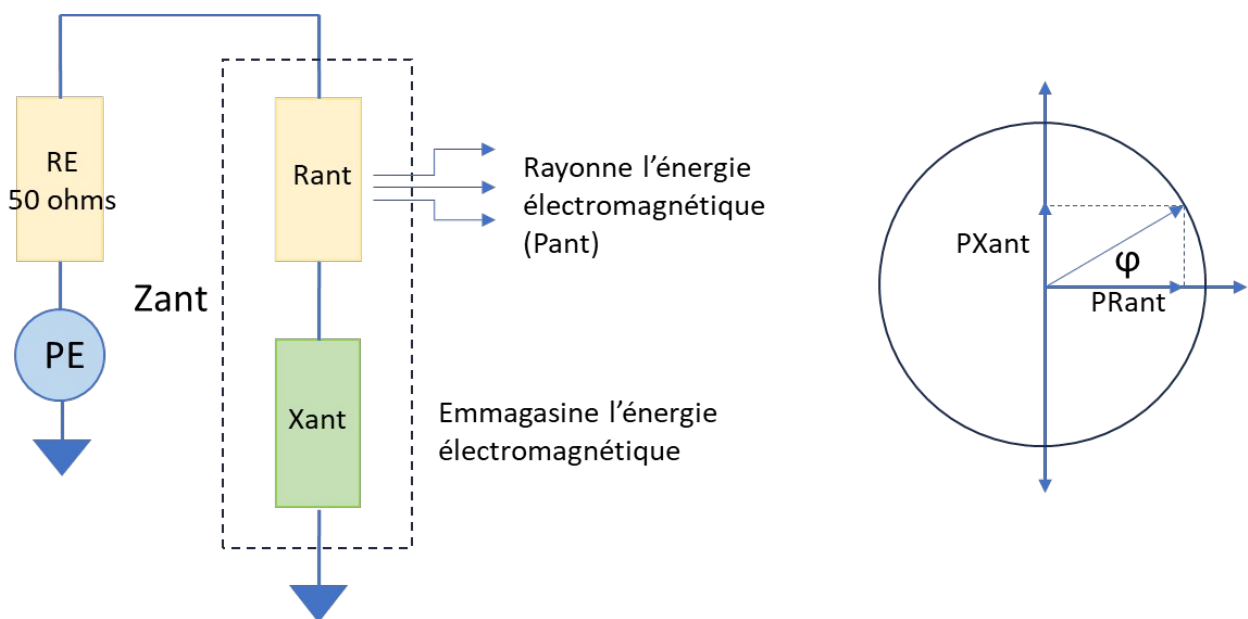 RE
50 ohms
PE
Zant
Rant
Xant
Rayonne l’énergie
électromagnétique
(Pant)
Emmagasine l’énergie
électromagnétique
PXant
φ
PRant